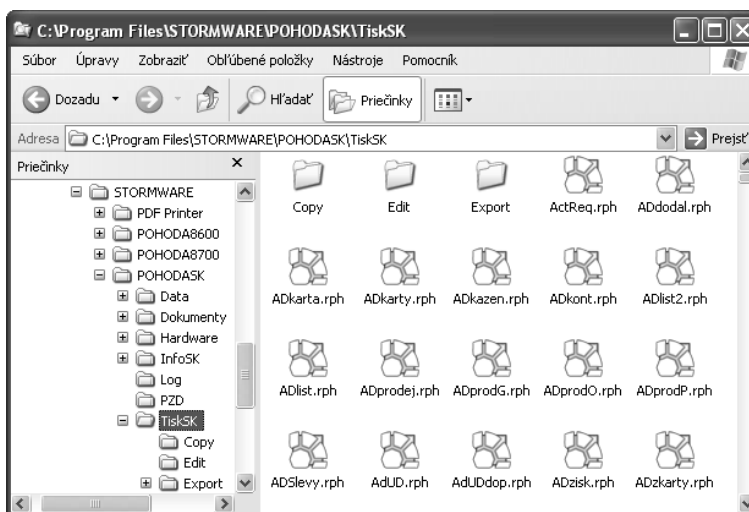 C:\Program Files\STORMWARE\POHODASK\TiskSK
Súbor Úpravy Zobraziť Obľúbené položky Nástroje Pomocník
Dozadu Hľadať Priečinky
Adresa C:\Program Files\STORMWARE\POHODASK\TiskSK Prejsť
Priečinky
STORMWARE
PDF Printer
POHODA8600
POHODA8700
POHODASK
Data
Dokumenty
Hardware
InfoSK
Log
PZD
TiskSK
Copy
Edit
Export
Copy Edit Export ActReq.rph ADdodal.rph
ADkarta.rph ADkarty.rph ADkazen.rph ADkont.rph ADlist2.rph
ADlist.rph ADprodej.rph ADprodG.rph ADprodO.rph ADprodP.rph
ADSlevy.rph AdUD.rph AdUDdop.rph ADzisk.rph ADzkarty.rph